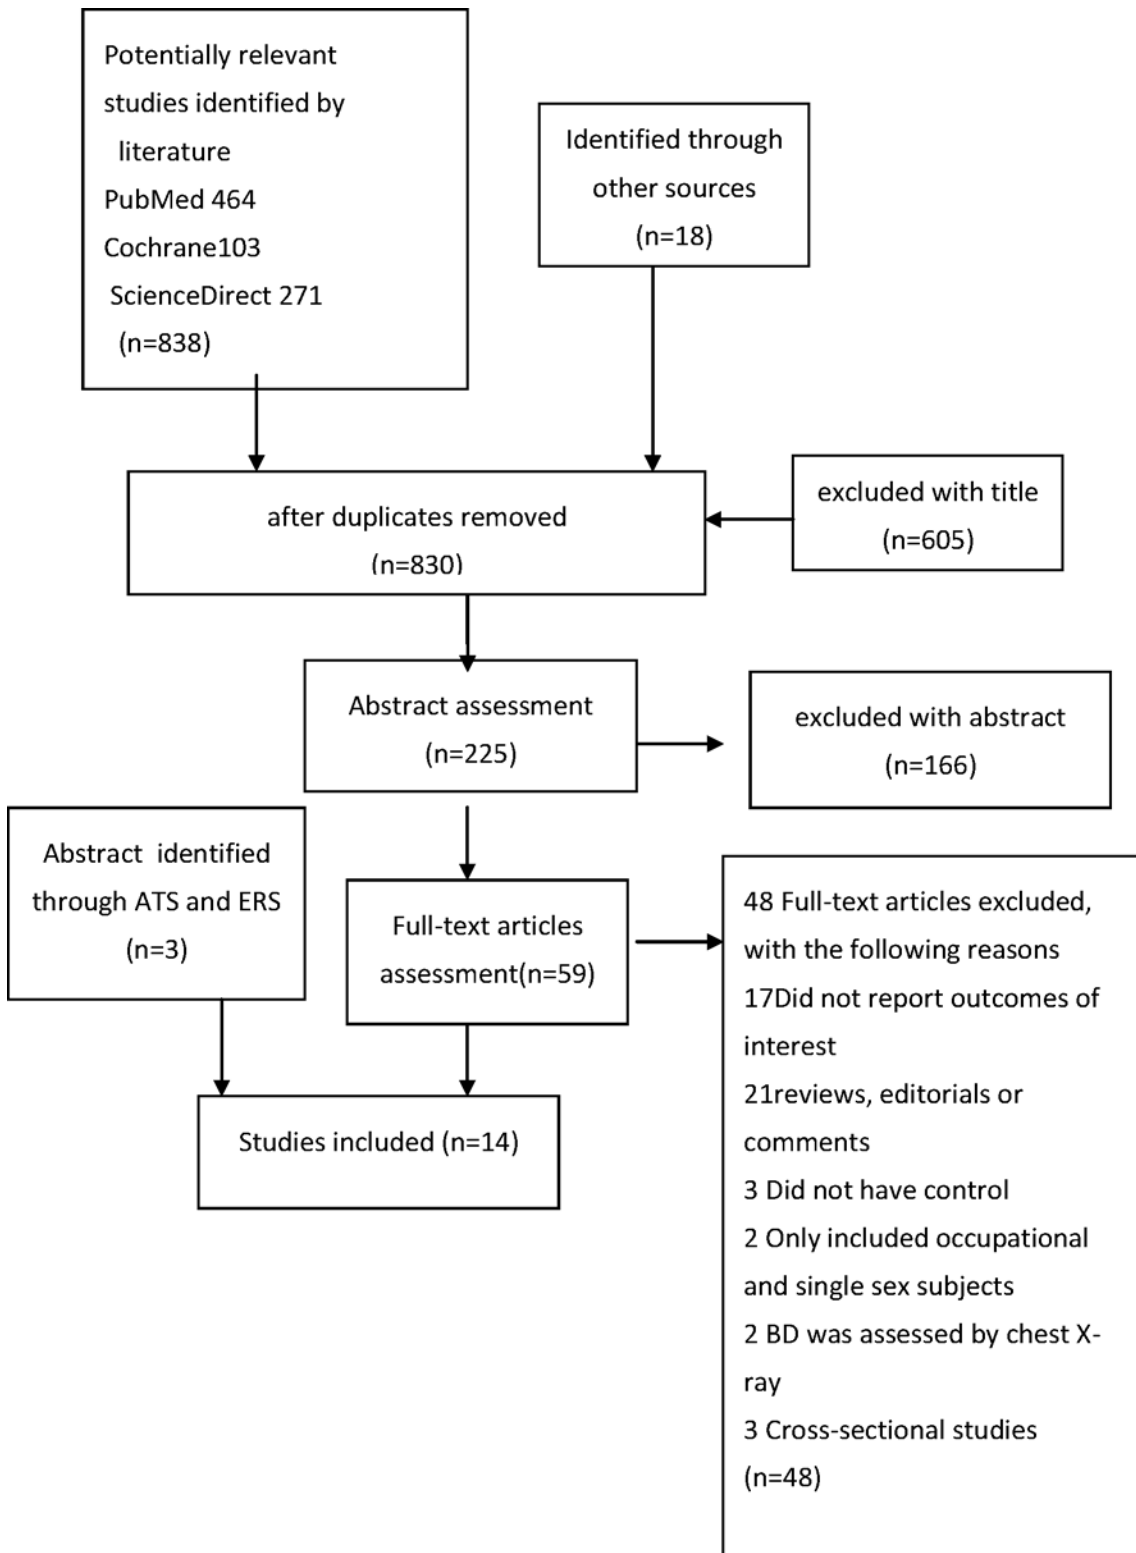 Potentially relevant
studies identified by
literature
PubMed 464
Cochrane103
ScienceDirect 271
(n=838)
Identified through
other sources
(n=18)
after duplicates removed
(n=830)
excluded with title
(n=605)
Abstract assessment
(n=225)
excluded with abstract
(n=166)
Abstract identified
through ATS and ERS
(n=3)
Full-text articles
assessment(n=59)
48 Full-text articles excluded,
with the following reasons
17Did not report outcomes of
interest
21reviews, editorials or
comments
3 Did not have control
2 Only included occupational
and single sex subjects
2 BD was assessed by chest X-
ray
3 Cross-sectional studies
(n=48)
Studies included (n=14)